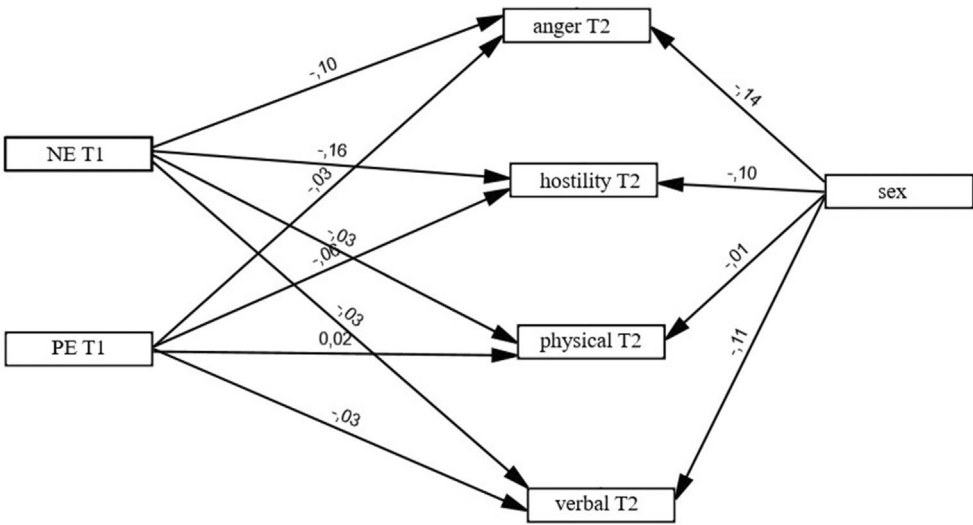 anger T2
-,10
-,14
NE T1
-,16
-,03
hostility T2
-,10
sex
-,03
-,06
-,01
-,03
PE T1
0,02
physical T2
-,11
-,03
verbal T2